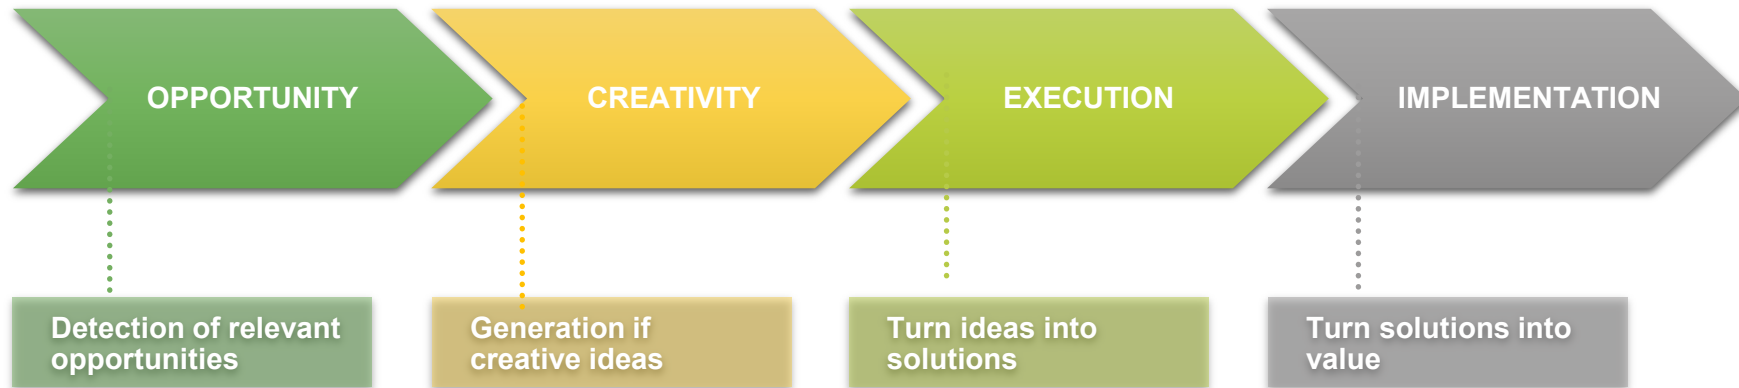 OPPORTUNITY
CREATIVITY
EXECUTION
IMPLEMENTATION
Detection of relevant
opportunities
Generation if
creative ideas
Turn ideas into
solutions
Turn solutions into
value